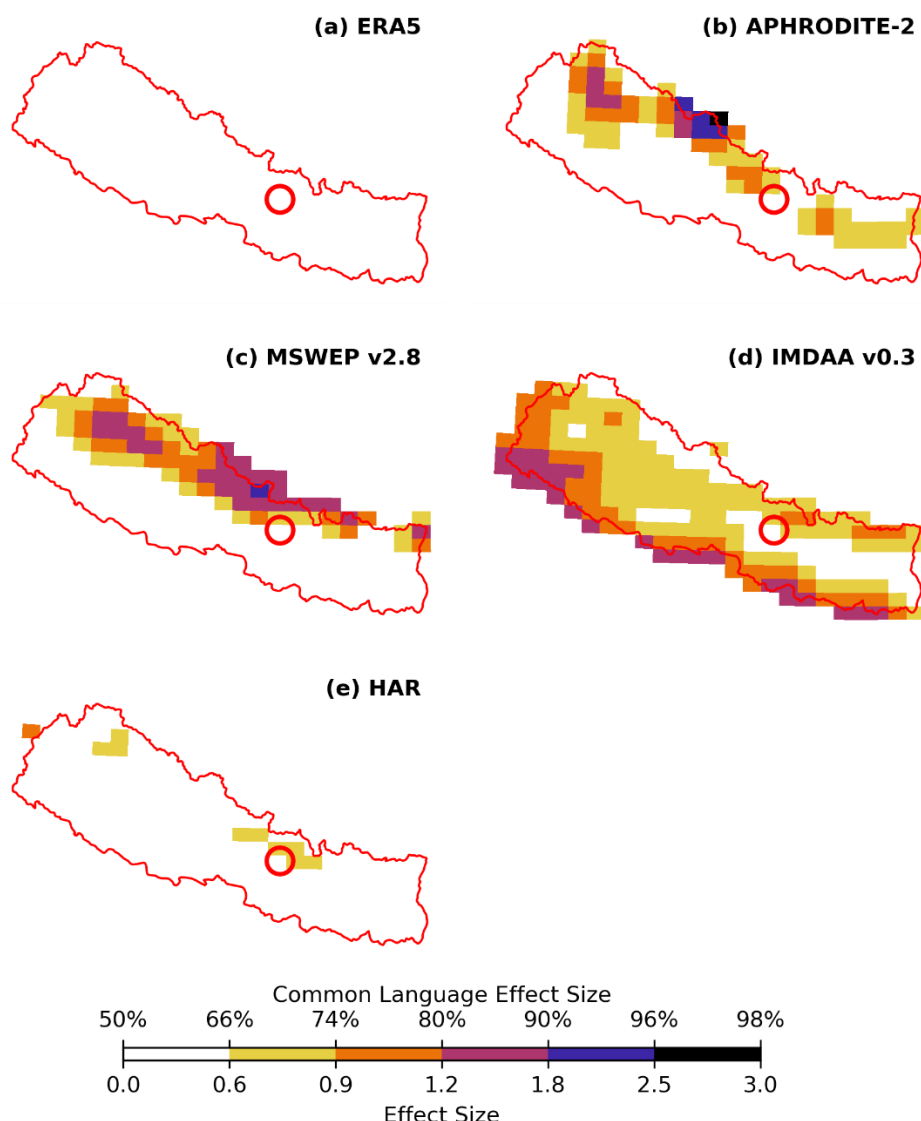 (a) ERA5
(b) APHRODITE-2
(c) MSWEP v2.8
(d) IMDAA v0.3
(e) HAR
Common Language Effect Size
50% 66% 74% 80% 90% 96% 98%
0.0 0.6 0.9 1.2 1.8 2.5 3.0
Effect Size